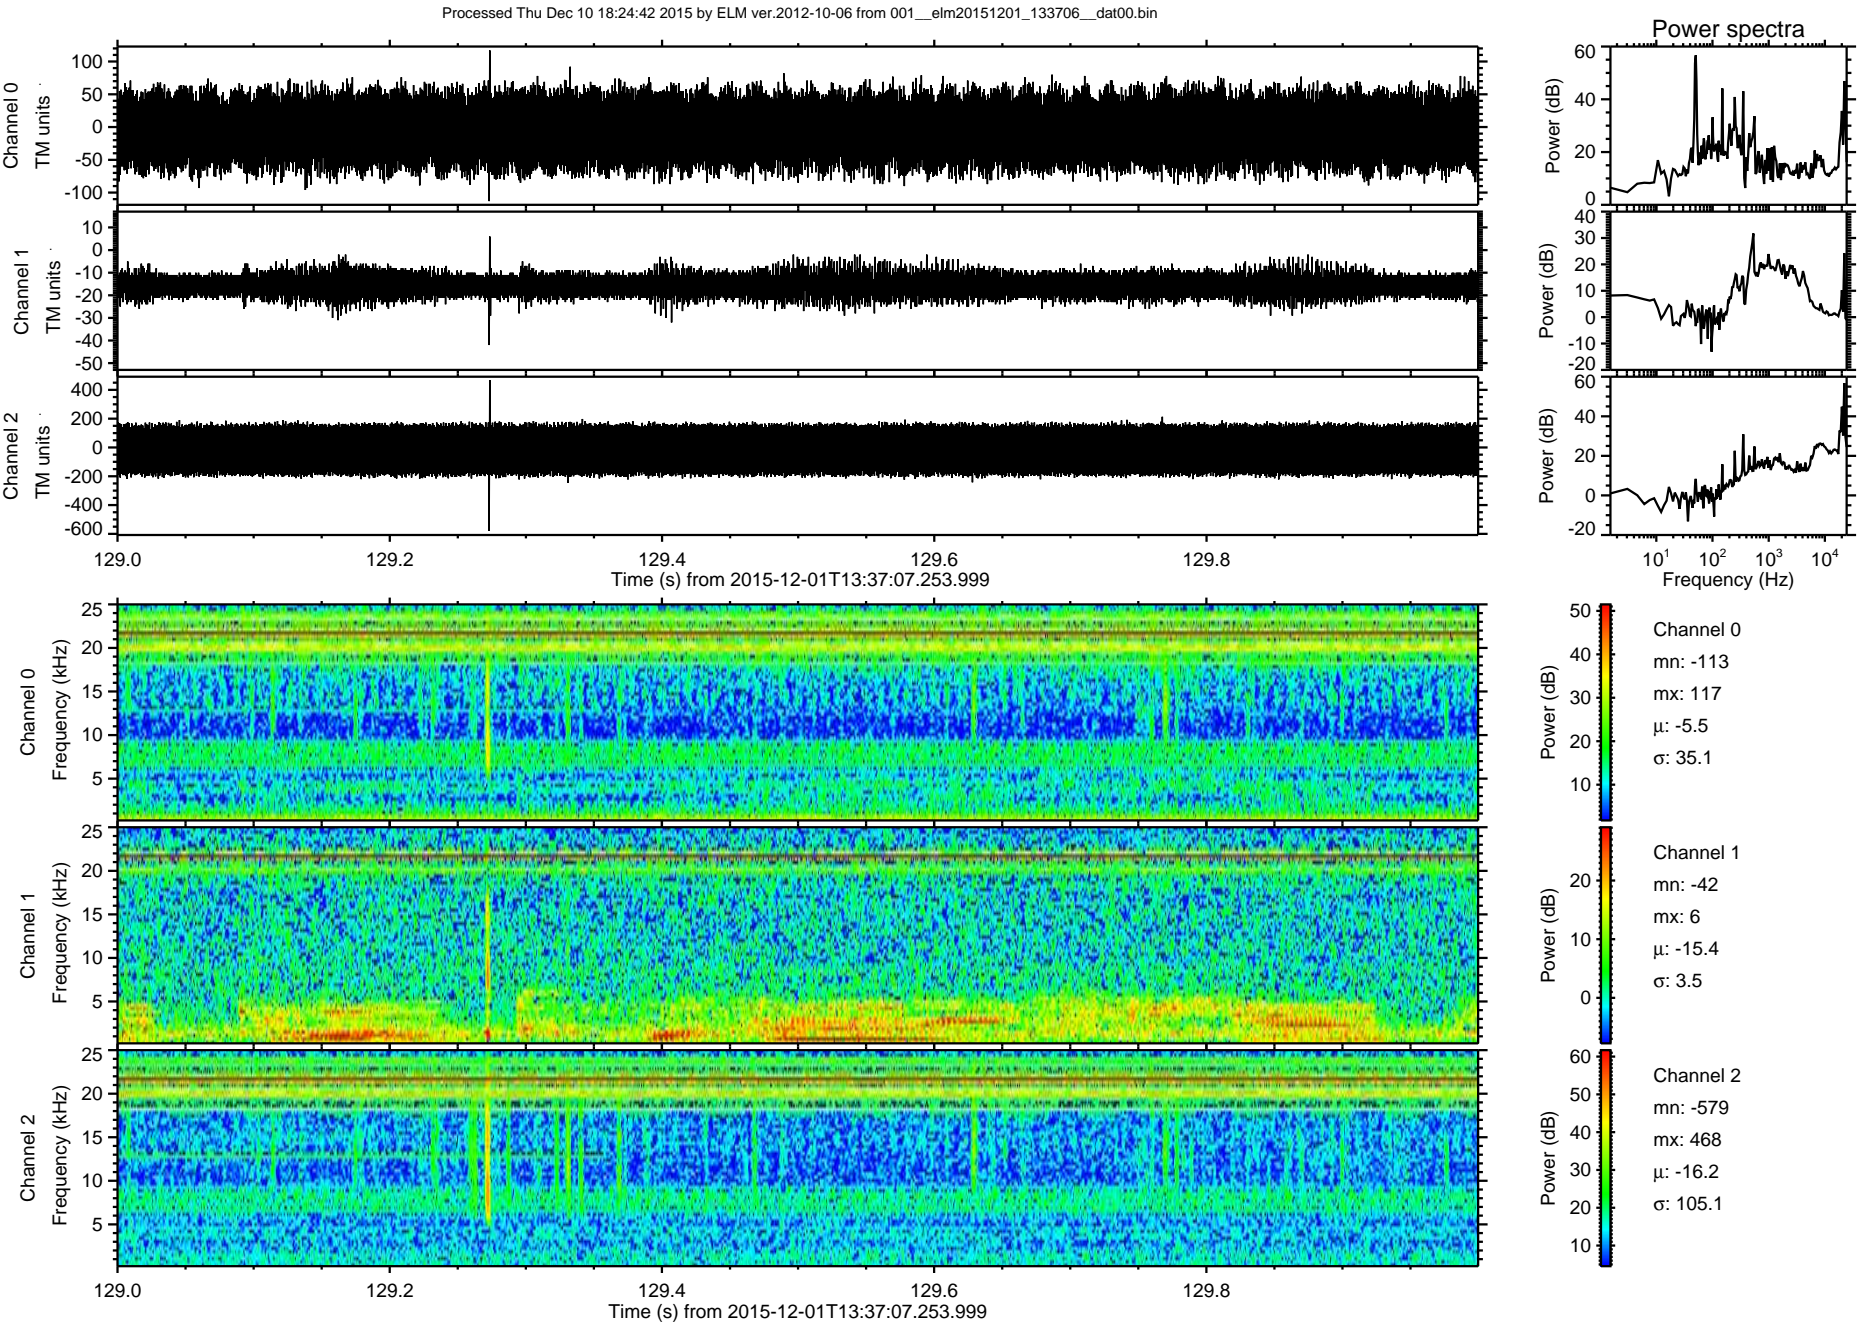 Processed Thu Dec 10 18:24:42 2015 by ELM ver.2012-10-06 from 001__elm20151201_133706__dat00.bin
Power spectra
Channel 0
TM units
100
50
0
-50
-100
Power (dB)
60
40
20
0
Channel 1
TM units
10
0
-10
-20
-30
-40
-50
Power (dB)
40
30
20
10
0
-10
-20
Channel 2
TM units
400
200
0
-200
-400
-600
Power (dB)
60
40
20
0
-20
129.0 129.2 129.4 129.6 129.8
Time (s) from 2015-12-01T13:37:07.253.999
10^1 10^2 10^3 10^4
Frequency (Hz)
Channel 0
Frequency (kHz)
25
20
15
10
5
Power (dB)
50
40
30
20
10
Channel 0
mn: -113
mx: 117
μ: -5.5
σ: 35.1
Channel 1
Frequency (kHz)
25
20
15
10
5
Power (dB)
20
10
0
Channel 1
mn: -42
mx: 6
μ: -15.4
σ: 3.5
Channel 2
Frequency (kHz)
25
20
15
10
5
Power (dB)
60
50
40
30
20
10
Channel 2
mn: -579
mx: 468
μ: -16.2
σ: 105.1
129.0 129.2 129.4 129.6 129.8
Time (s) from 2015-12-01T13:37:07.253.999